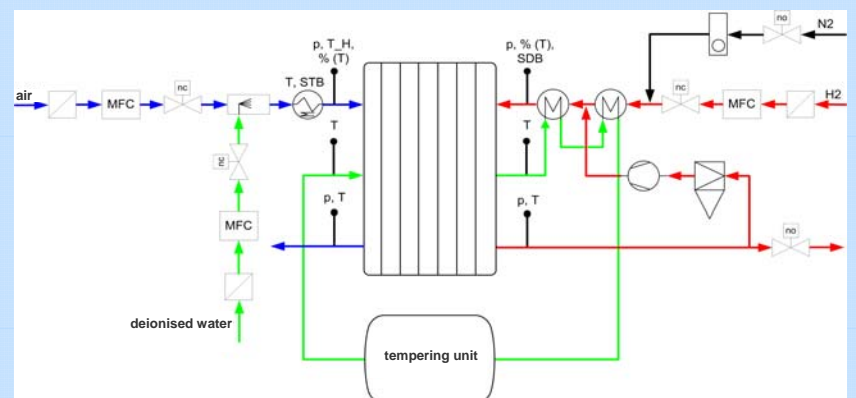 p, T_H,
% (T)
p, % (T),
SDB
no
N2
T, STB
air
MFC
nc
nc
MFC
H2
T
T
nc
p, T
p, T
MFC
no
deionised water
tempering unit
M
M